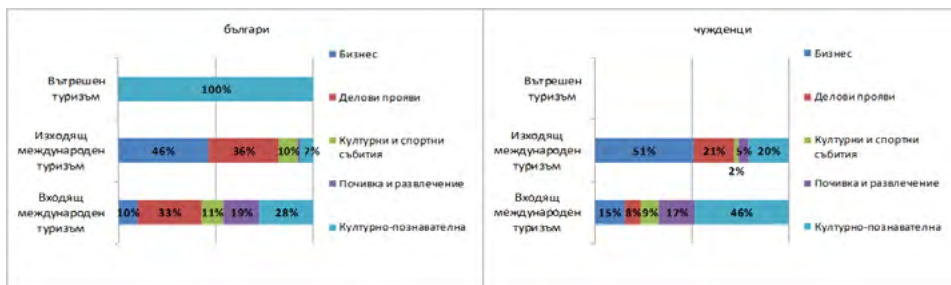 българи
Вътрешен
туризъм
100%
Изходящ
международен
туризъм
46%
36%
10%
7%
Входящ
международен
туризъм
10%
33%
11%
19%
28%
Бизнес
Делови прояви
Културни и спортни
събития
Почивка и развлечение
Културно-познавателна
чужденци
Вътрешен
туризъм
Изходящ
международен
туризъм
51%
21%
5%
20%
2%
Входящ
международен
туризъм
15%
8%
9%
17%
46%
Бизнес
Делови прояви
Културни и спортни
събития
Почивка и развлечение
Културно-познавателна